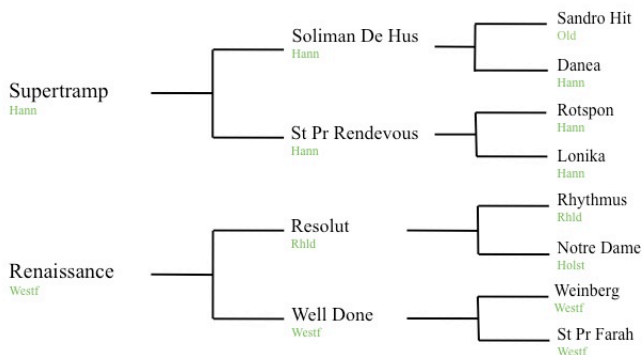 Sandro Hit
Old
Soliman De Hus
Hann
Danea
Hann
Supertramp
Hann
Rotspon
Hann
St Pr Rendevous
Hann
Lonika
Hann
Rhythmus
Rhld
Resolut
Rhld
Notre Dame
Holst
Renaissance
Westf
Weinberg
Westf
Well Done
Westf
St Pr Farah
Westf